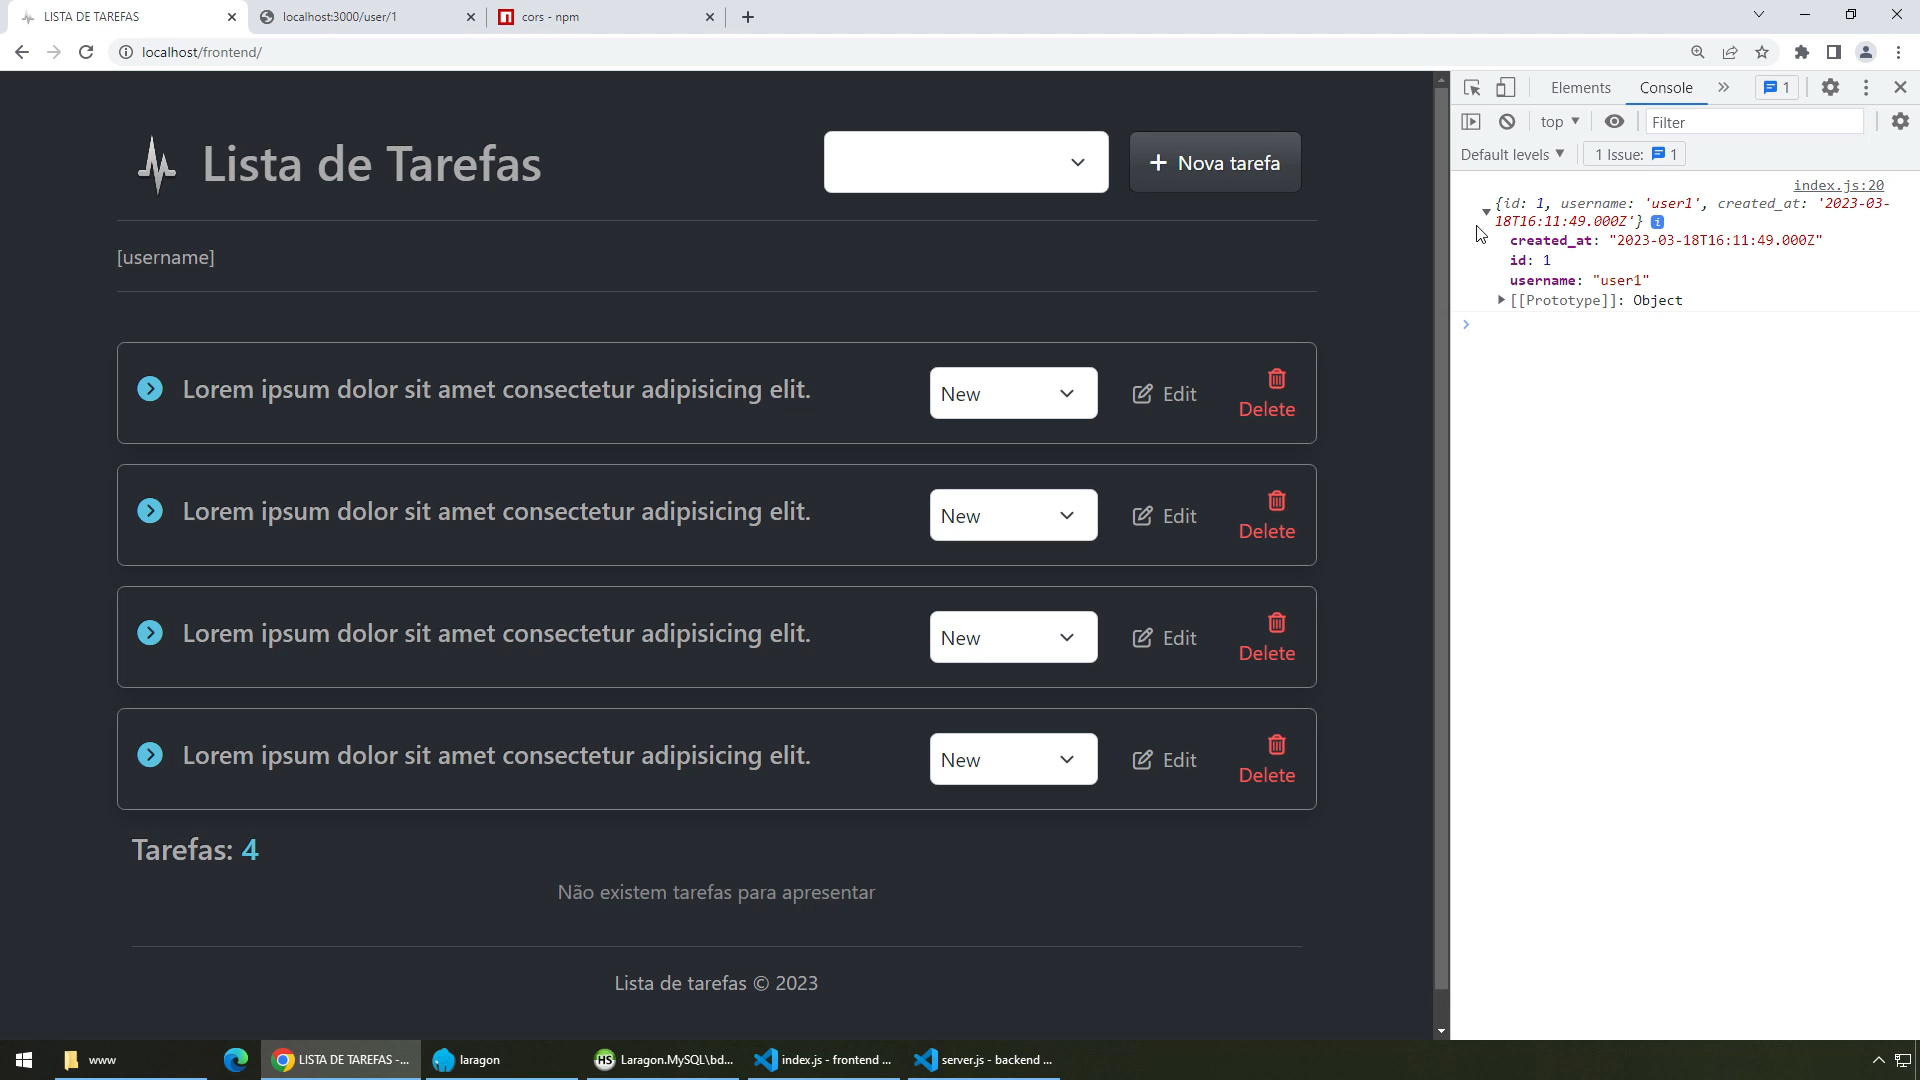 LISTA DE TAREFAS
localhost:3000/user/1
cors - npm
localhost/frontend/
Elements
Console
1
top
Filter
Default levels
1 Issue: 1
Lista de Tarefas
Nova tarefa
[username]
index.js:20
{id: 1, username: 'user1', created_at: '2023-03-
18T16:11:49.000Z'} i
created_at: "2023-03-18T16:11:49.000Z"
id: 1
username: "user1"
[[Prototype]]: Object
Lorem ipsum dolor sit amet consectetur adipisicing elit.
New
Edit
Delete
Lorem ipsum dolor sit amet consectetur adipisicing elit.
New
Edit
Delete
Lorem ipsum dolor sit amet consectetur adipisicing elit.
New
Edit
Delete
Lorem ipsum dolor sit amet consectetur adipisicing elit.
New
Edit
Delete
Tarefas: 4
Não existem tarefas para apresentar
Lista de tarefas © 2023
www
LISTA DE TAREFAS -...
laragon
HS
Laragon.MySQL\bd...
index.js - frontend ...
server.js - backend ...